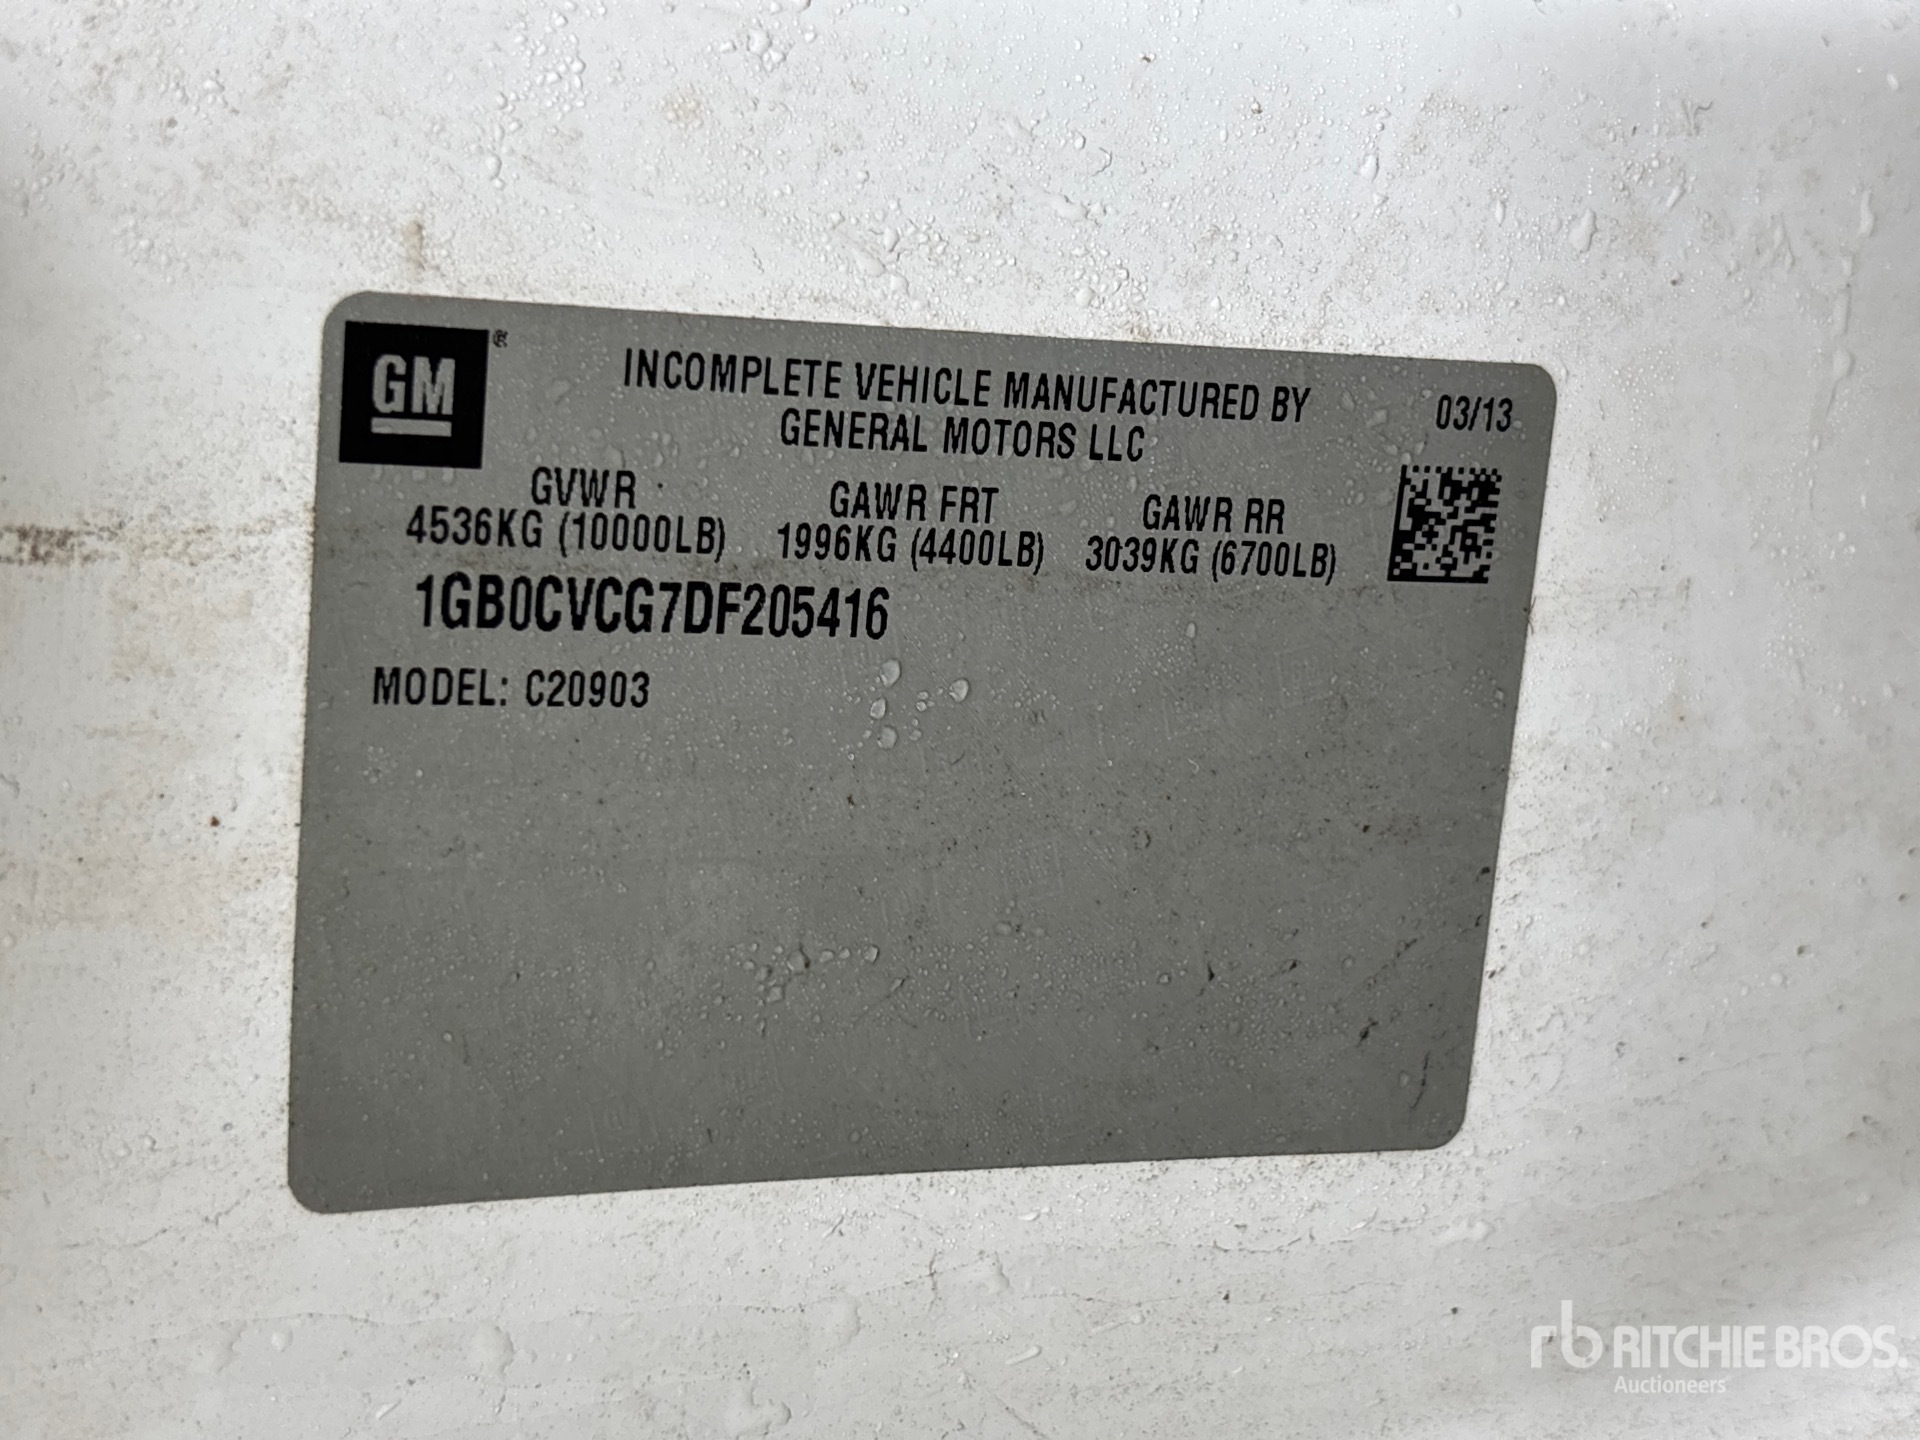 GM
INCOMPLETE VEHICLE MANUFACTURED BY
GENERAL MOTORS LLC
03/13
GVWR GAWR FRT GAWR RR
4536KG (10000LB) 1996KG (4400LB) 3039KG (6700LB)
1GB0CVCG7DF205416
MODEL: C20903
rb RITCHIE BROS.
Auctioneers